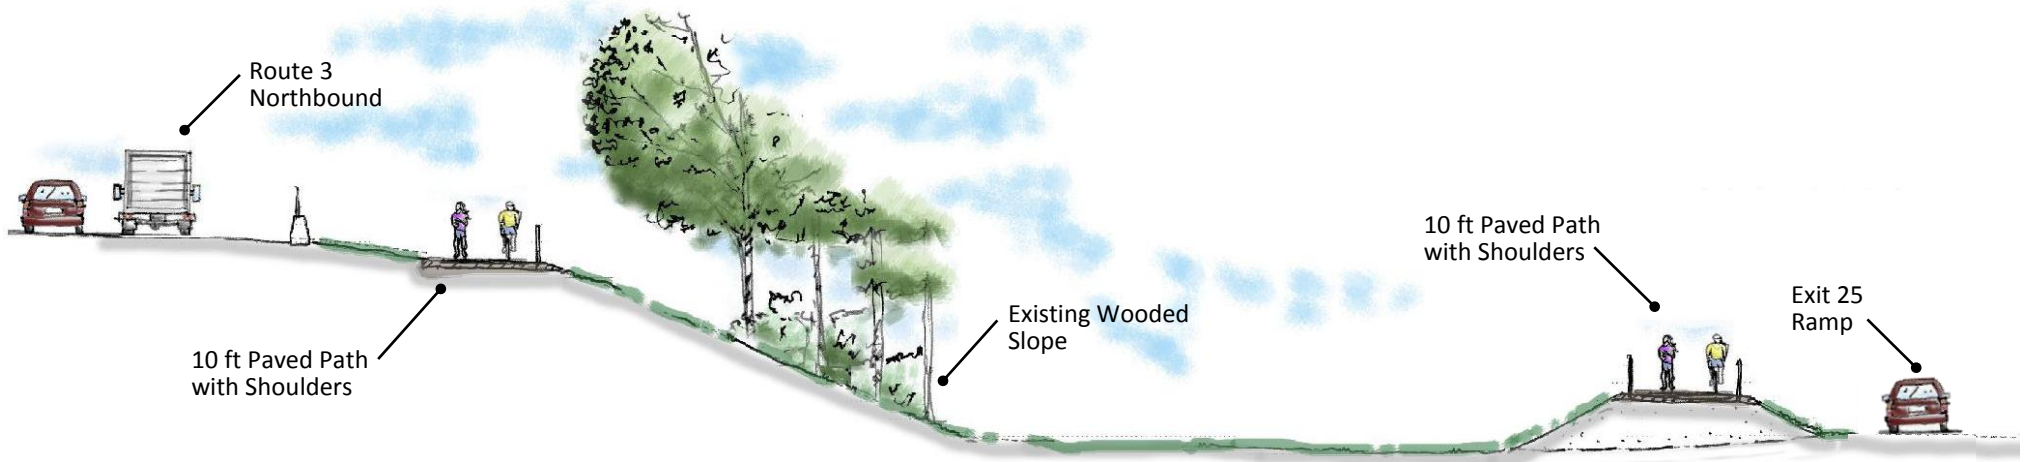 Route 3
Northbound
10 ft Paved Path
with Shoulders
Existing Wooded
Slope
10 ft Paved Path
with Shoulders
Exit 25
Ramp